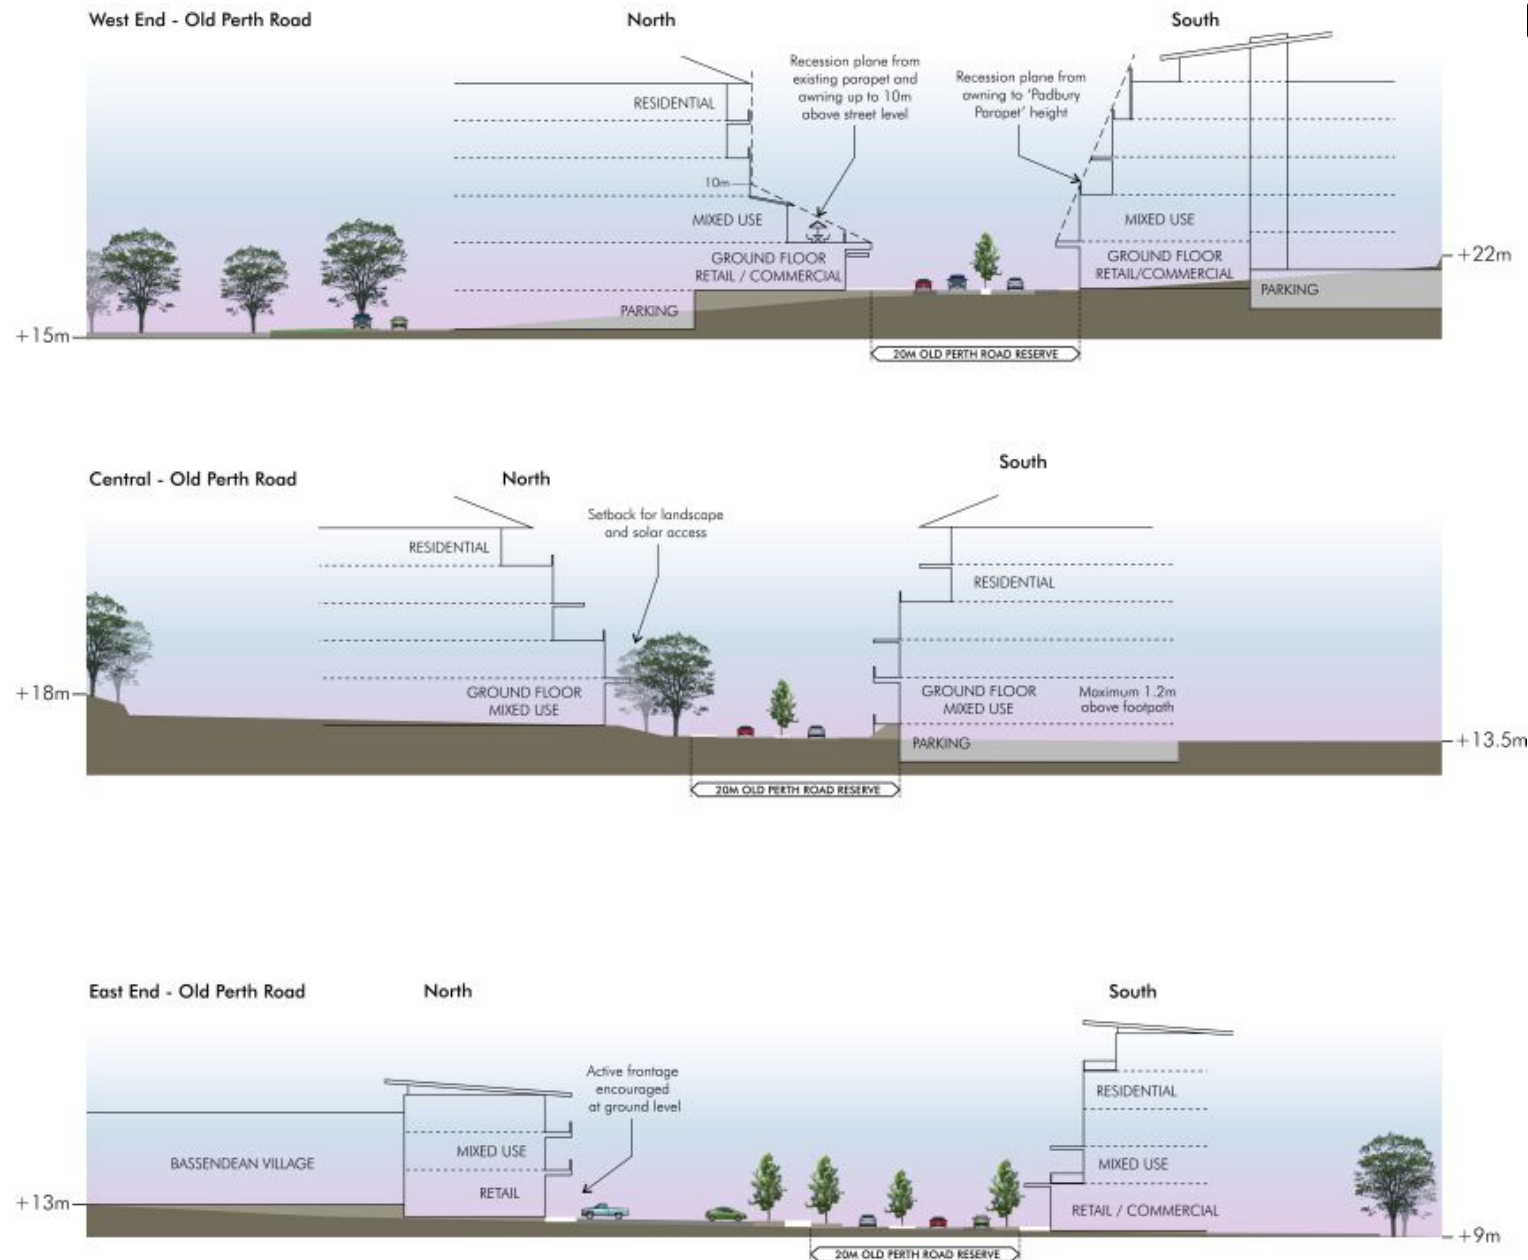 West End - Old Perth Road
North
South
Recession plane from
existing parapet and
awning up to 10m
above street level
Recession plane from
awning to 'Padbury
Parapet' height
RESIDENTIAL
10m
MIXED USE
MIXED USE
GROUND FLOOR
RETAIL / COMMERCIAL
GROUND FLOOR
RETAIL/COMMERCIAL
+22m
PARKING
PARKING
+15m
20M OLD PERTH ROAD RESERVE
Central - Old Perth Road
North
South
Setback for landscape
and solar access
RESIDENTIAL
RESIDENTIAL
+18m
GROUND FLOOR
MIXED USE
GROUND FLOOR
MIXED USE
Maximum 1.2m
above footpath
PARKING
+13.5m
20M OLD PERTH ROAD RESERVE
East End - Old Perth Road
North
South
Active frontage
encouraged
at ground level
RESIDENTIAL
BASSENDEAN VILLAGE
MIXED USE
MIXED USE
RETAIL
RETAIL / COMMERCIAL
+13m
+9m
20M OLD PERTH ROAD RESERVE